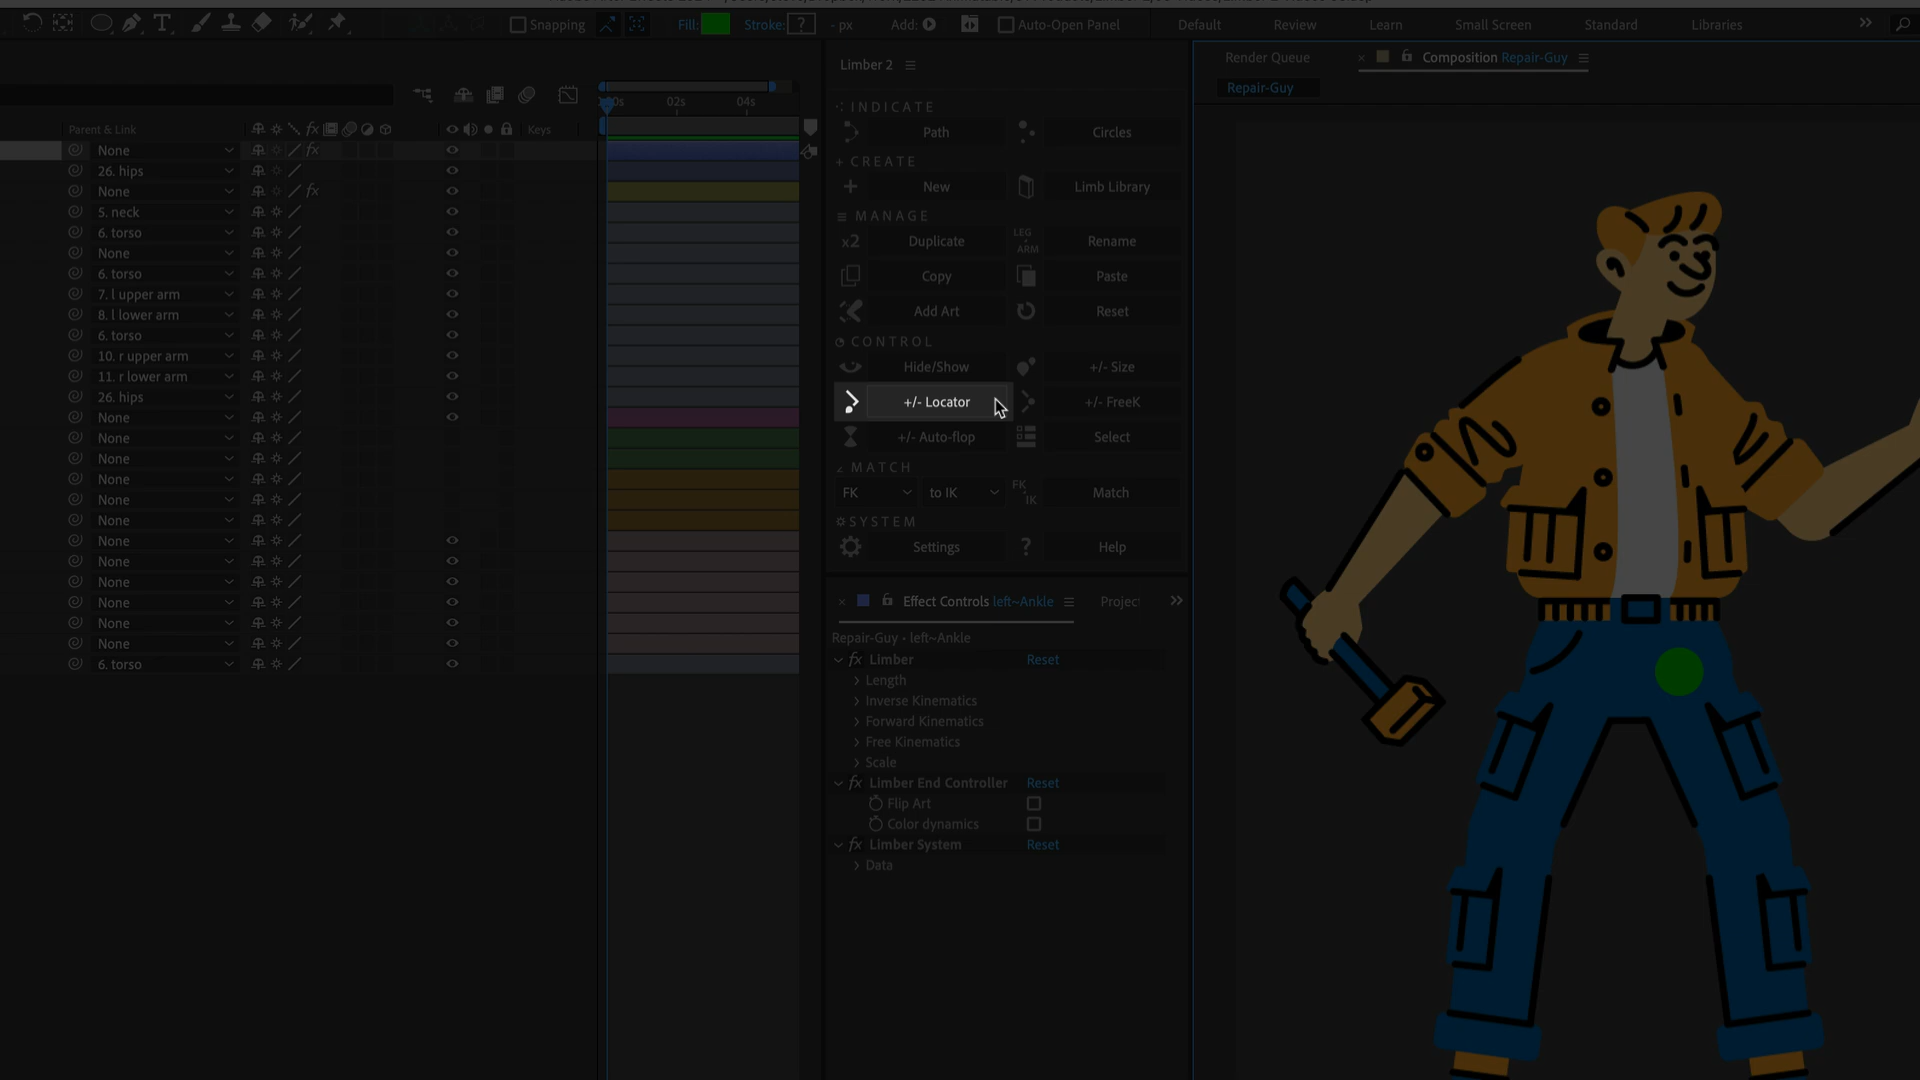 Snapping
Fill:
Stroke: ?
- px
Add:
Auto-Open Panel
Default
Review
Learn
Small Screen
Standard
Libraries
Limber 2
Render Queue
Composition Repair-Guy
Repair-Guy
02s
04s
Parent & Link
fx
Keys
None
fx
26. hips
None
fx
5. neck
6. torso
None
6. torso
7. l upper arm
8. l lower arm
6. torso
10. r upper arm
11. r lower arm
26. hips
None
None
None
None
None
None
None
None
None
None
None
None
6. torso
INDICATE
Path
Circles
CREATE
New
Limb Library
MANAGE
x2
Duplicate
LEG
ARM
Rename
Copy
Paste
Add Art
Reset
CONTROL
Hide/Show
+/- Size
+/- Locator
+/- FreeK
+/- Auto-flop
Select
MATCH
FK
to IK
FK
IK
Match
SYSTEM
Settings
?
Help
Effect Controls left~Ankle
Projec
Repair-Guy · left~Ankle
fx Limber Reset
Length
Inverse Kinematics
Forward Kinematics
Free Kinematics
Scale
fx Limber End Controller Reset
Flip Art
Color dynamics
fx Limber System Reset
Data